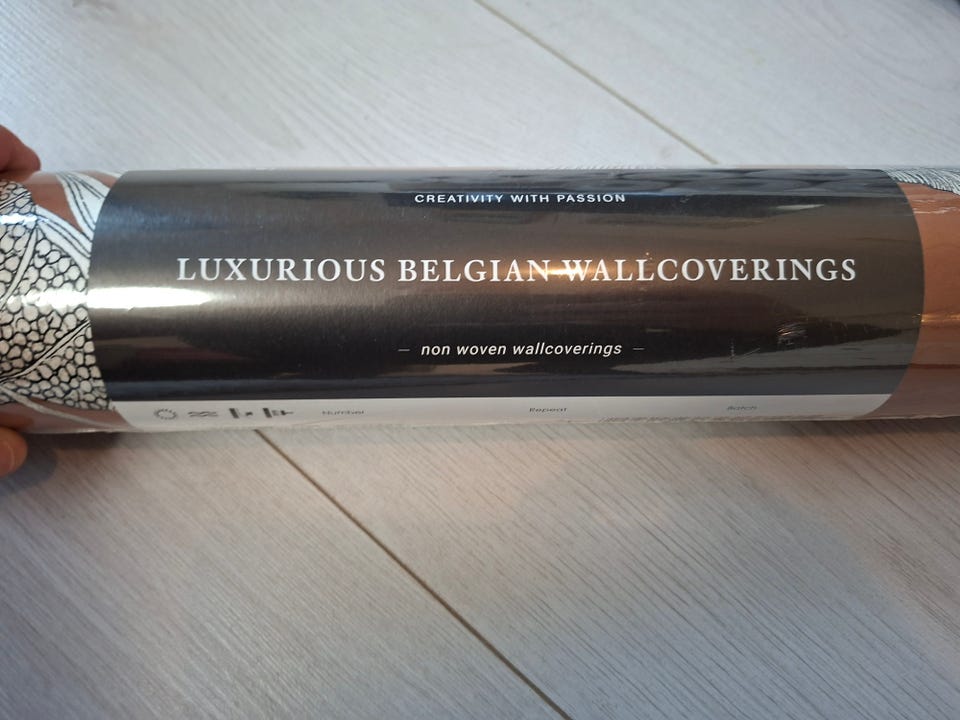 CREATIVITY WITH PASSION
LUXURIOUS BELGIAN WALLCOVERINGS
— non woven wallcoverings —
Number Repeat Batch